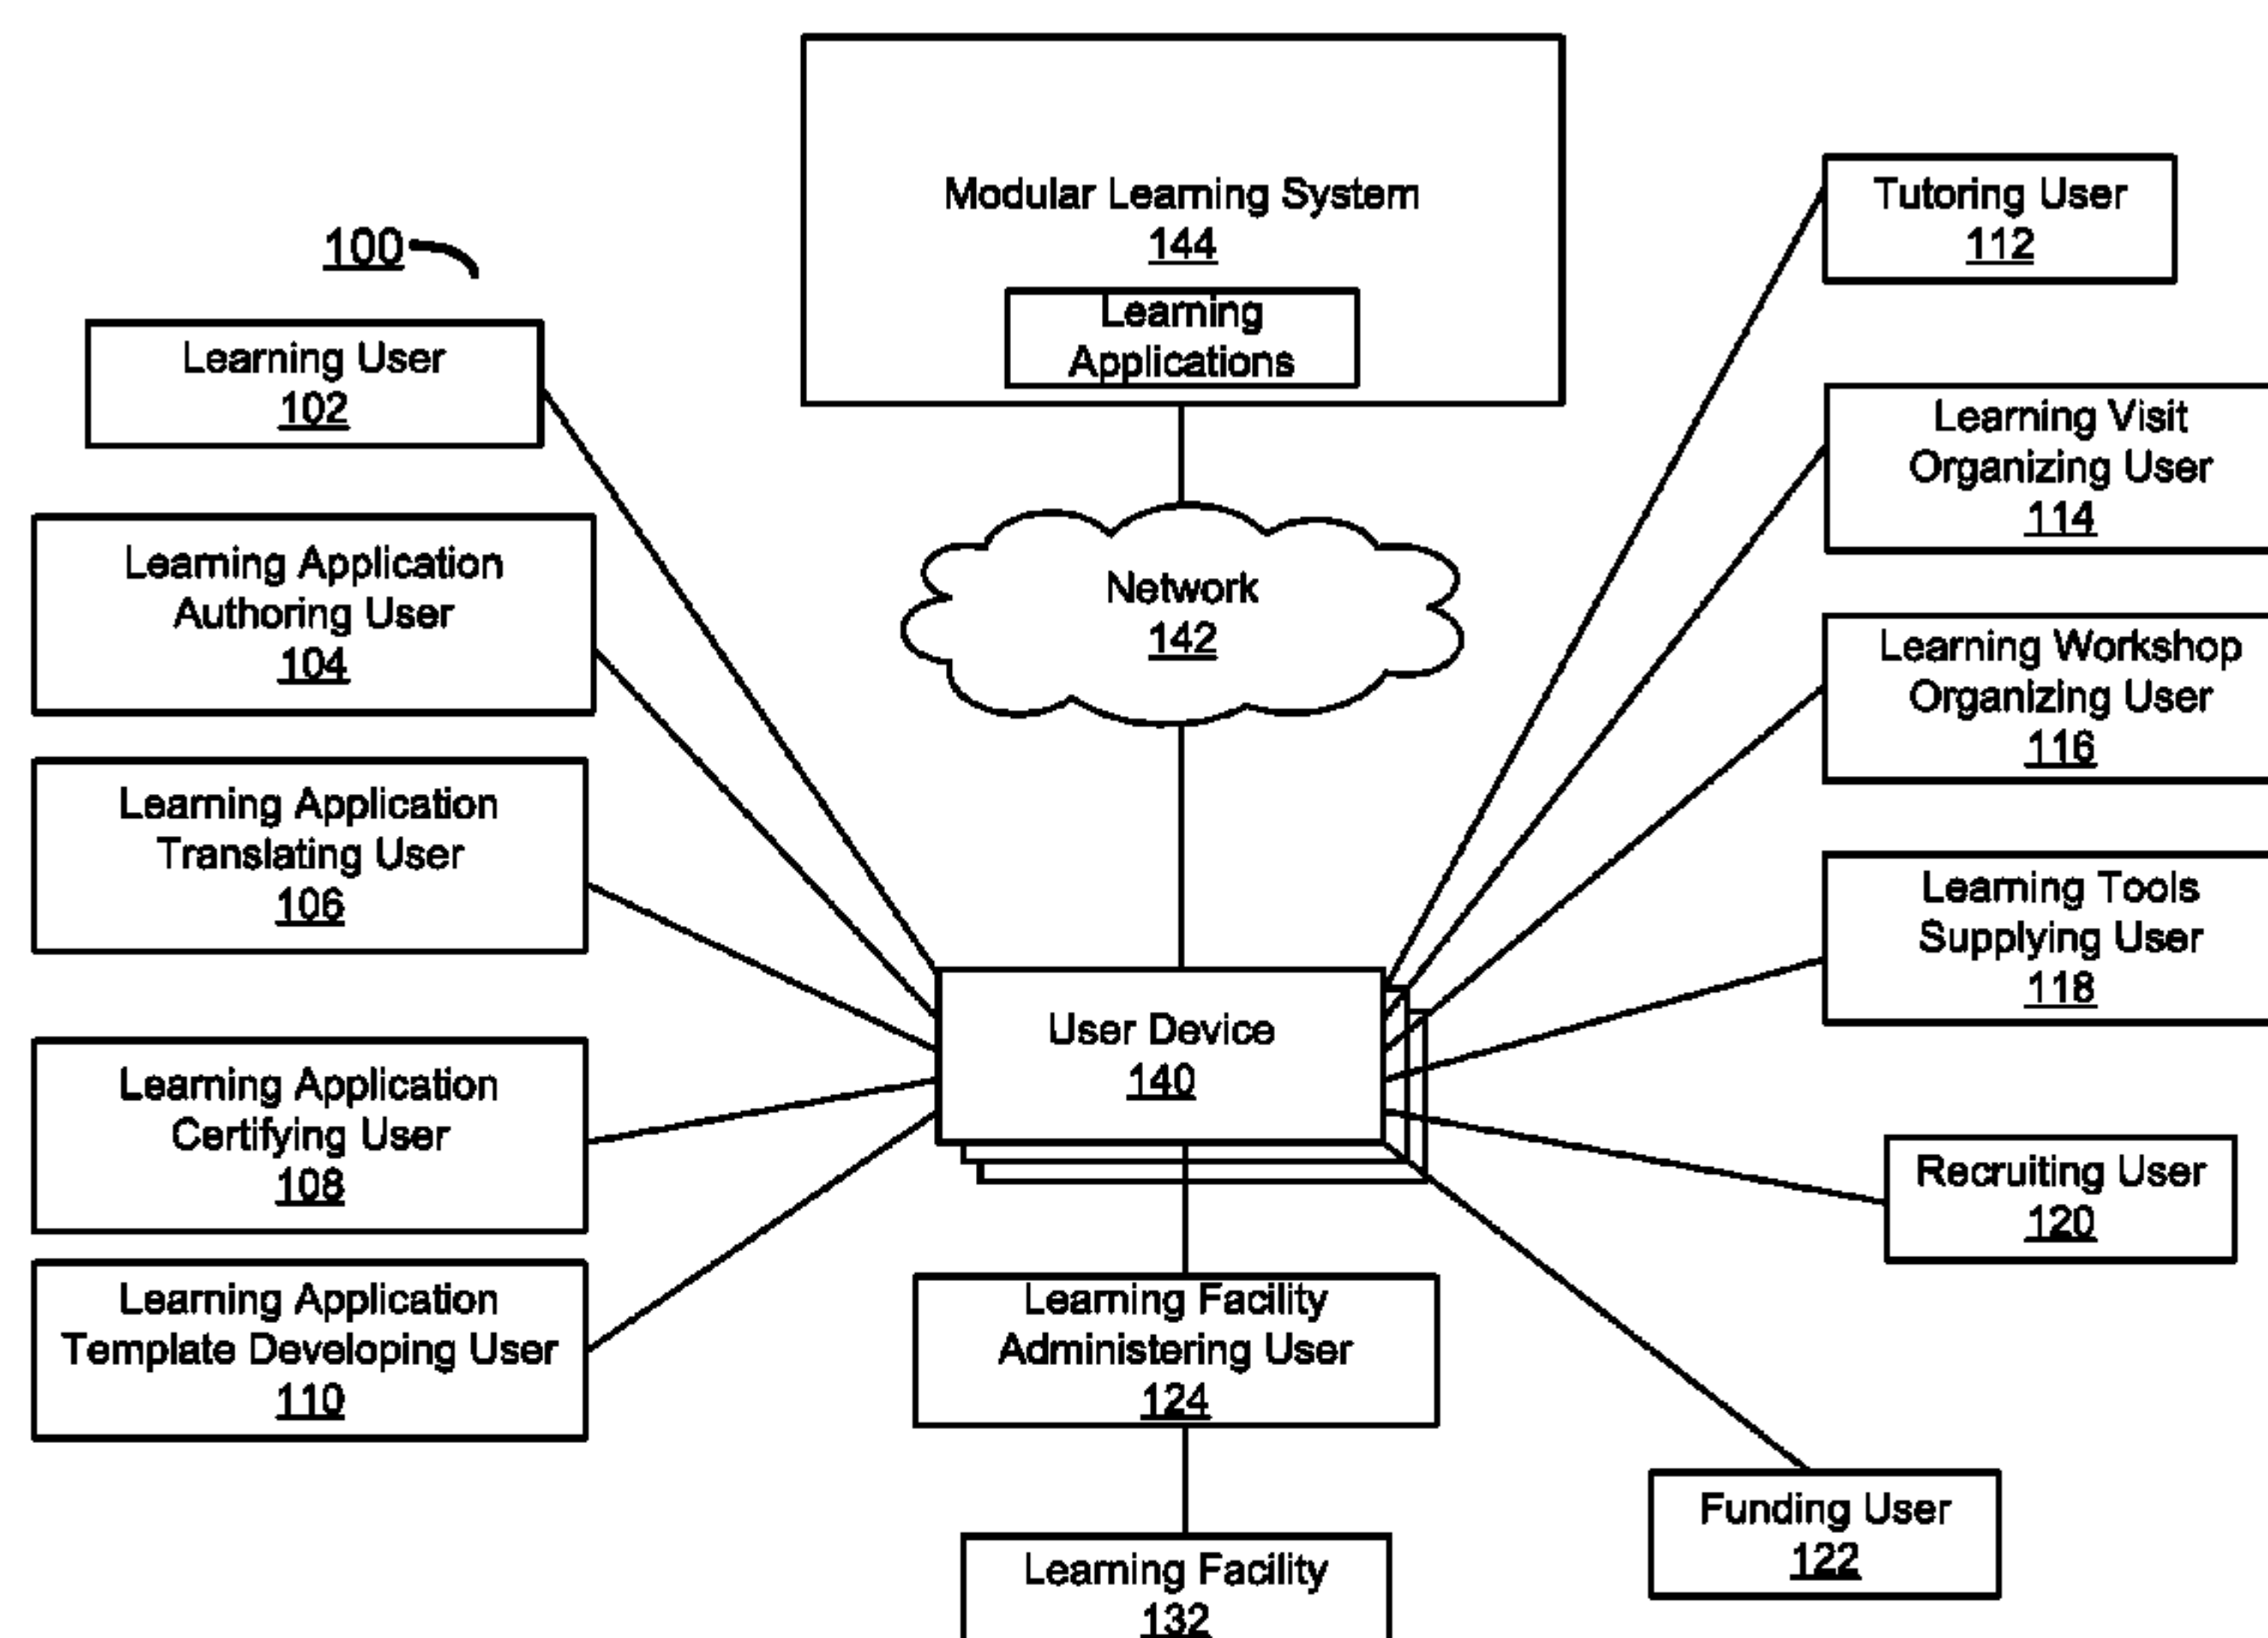 100
Modular Learning System
144
Learning
Applications
Learning User
102
Learning Application
Authoring User
104
Learning Application
Translating User
106
Learning Application
Certifying User
108
Learning Application
Template Developing User
110
Network
142
User Device
140
Learning Facility
Administering User
124
Learning Facility
132
Tutoring User
112
Learning Visit
Organizing User
114
Learning Workshop
Organizing User
116
Learning Tools
Supplying User
118
Recruiting User
120
Funding User
122